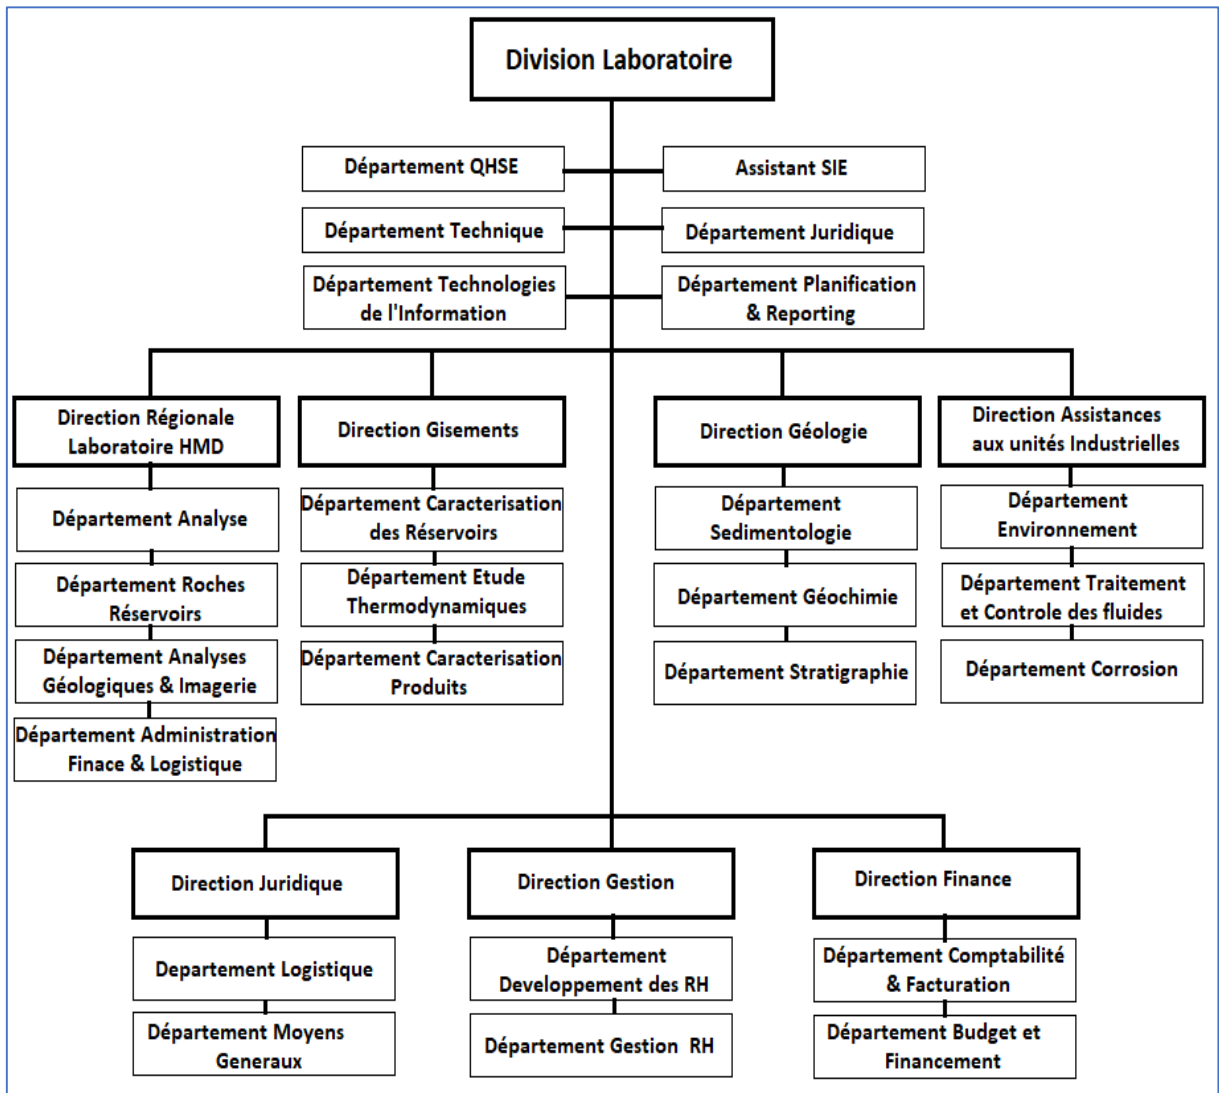 Division Laboratoire
Département QHSE
Assistant SIE
Département Technique
Département Juridique
Département Technologies
de l'Information
Département Planification
& Reporting
Direction Régionale
Laboratoire HMD
Direction Gisements
Direction Géologie
Direction Assistances
aux unités Industrielles
Département Analyse
Département Roches
Réservoirs
Département Analyses
Géologiques & Imagerie
Département Administration
Finace & Logistique
Département Caracterisation
des Réservoirs
Département Etude
Thermodynamiques
Département Caracterisation
Produits
Département
Sedimentologie
Département Géochimie
Département Stratigraphie
Département
Environnement
Département Traitement
et Controle des fluides
Département Corrosion
Direction Juridique
Direction Gestion
Direction Finance
Departement Logistique
Département Moyens
Generaux
Département
Developpement des RH
Département Gestion RH
Département Comptabilité
& Facturation
Département Budget et
Financement